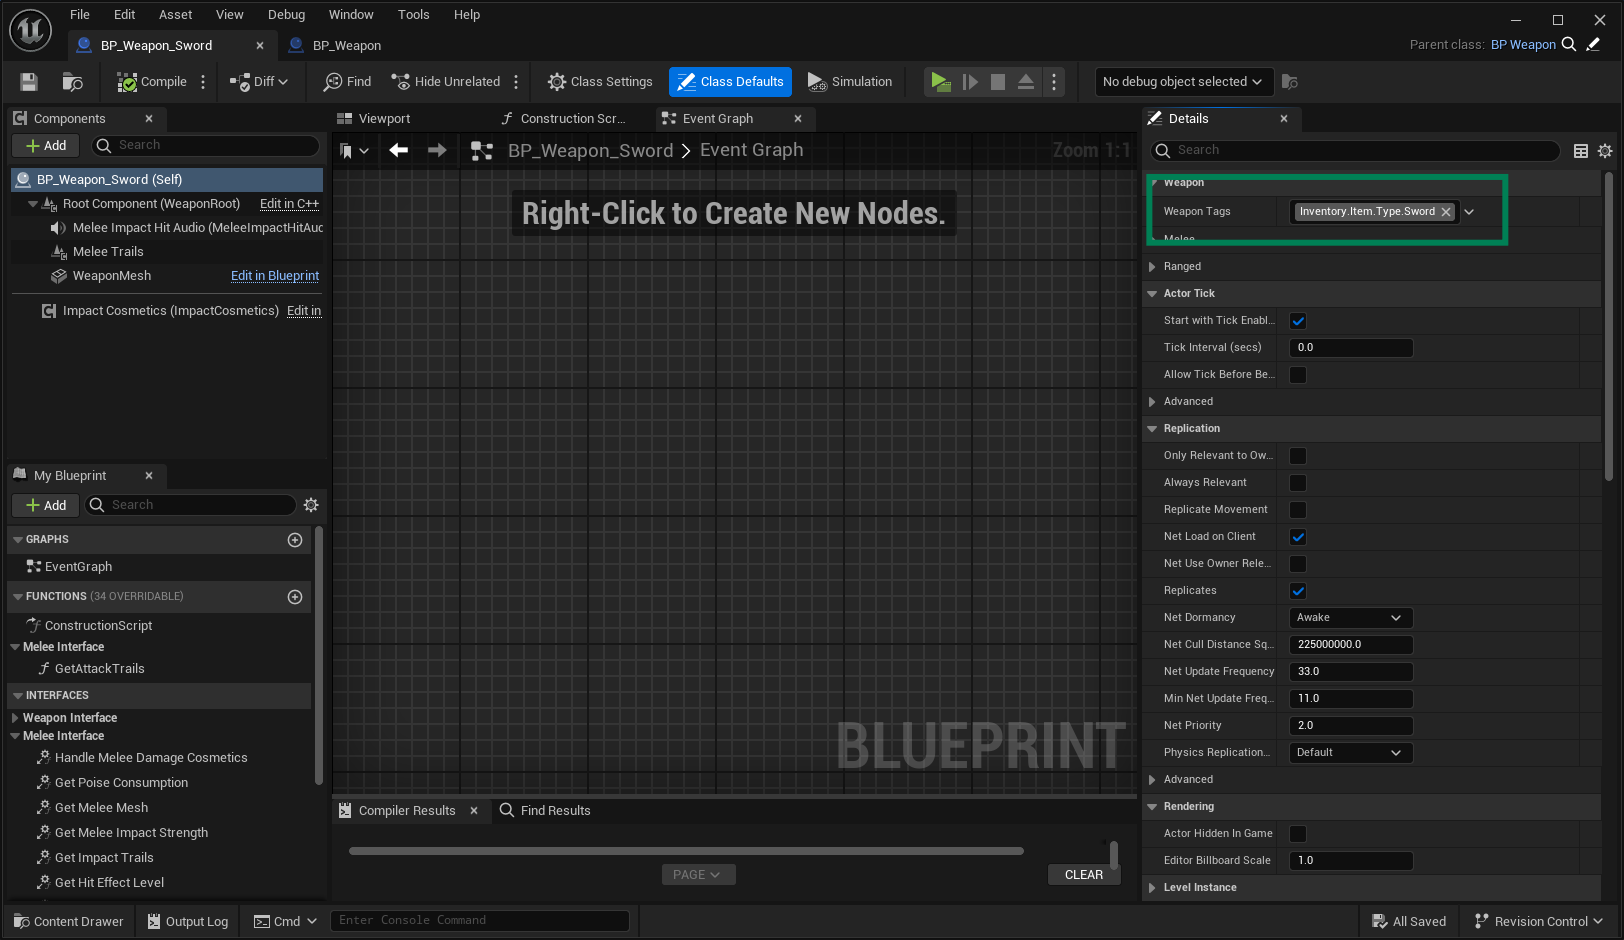 File Edit Asset View Debug Window Tools Help
BP_Weapon_Sword BP_Weapon
Parent class: BP Weapon
Compile Diff Find Hide Unrelated Class Settings Class Defaults Simulation No debug object selected
Components
Add Search
BP_Weapon_Sword (Self)
Root Component (WeaponRoot) Edit in C++
Melee Impact Hit Audio (MeleeImpactHitAuc
Melee Trails
WeaponMesh Edit in Blueprint
Impact Cosmetics (ImpactCosmetics) Edit in
My Blueprint
Add Search
GRAPHS
EventGraph
FUNCTIONS (34 OVERRIDABLE)
ConstructionScript
Melee Interface
GetAttackTrails
INTERFACES
Weapon Interface
Melee Interface
Handle Melee Damage Cosmetics
Get Poise Consumption
Get Melee Mesh
Get Melee Impact Strength
Get Impact Trails
Get Hit Effect Level
Viewport Construction Scr... Event Graph
BP_Weapon_Sword > Event Graph Zoom 1:1
Right-Click to Create New Nodes.
BLUEPRINT
Compiler Results Find Results
PAGE CLEAR
Details
Search
Weapon
Weapon Tags Inventory.Item.Type.Sword
Melee
Ranged
Actor Tick
Start with Tick Enabl...
Tick Interval (secs) 0.0
Allow Tick Before Be...
Advanced
Replication
Only Relevant to Ow...
Always Relevant
Replicate Movement
Net Load on Client
Net Use Owner Rele...
Replicates
Net Dormancy Awake
Net Cull Distance Sq... 225000000.0
Net Update Frequency 33.0
Min Net Update Freq... 11.0
Net Priority 2.0
Physics Replication... Default
Advanced
Rendering
Actor Hidden In Game
Editor Billboard Scale 1.0
Level Instance
Content Drawer Output Log Cmd Enter Console Command All Saved Revision Control